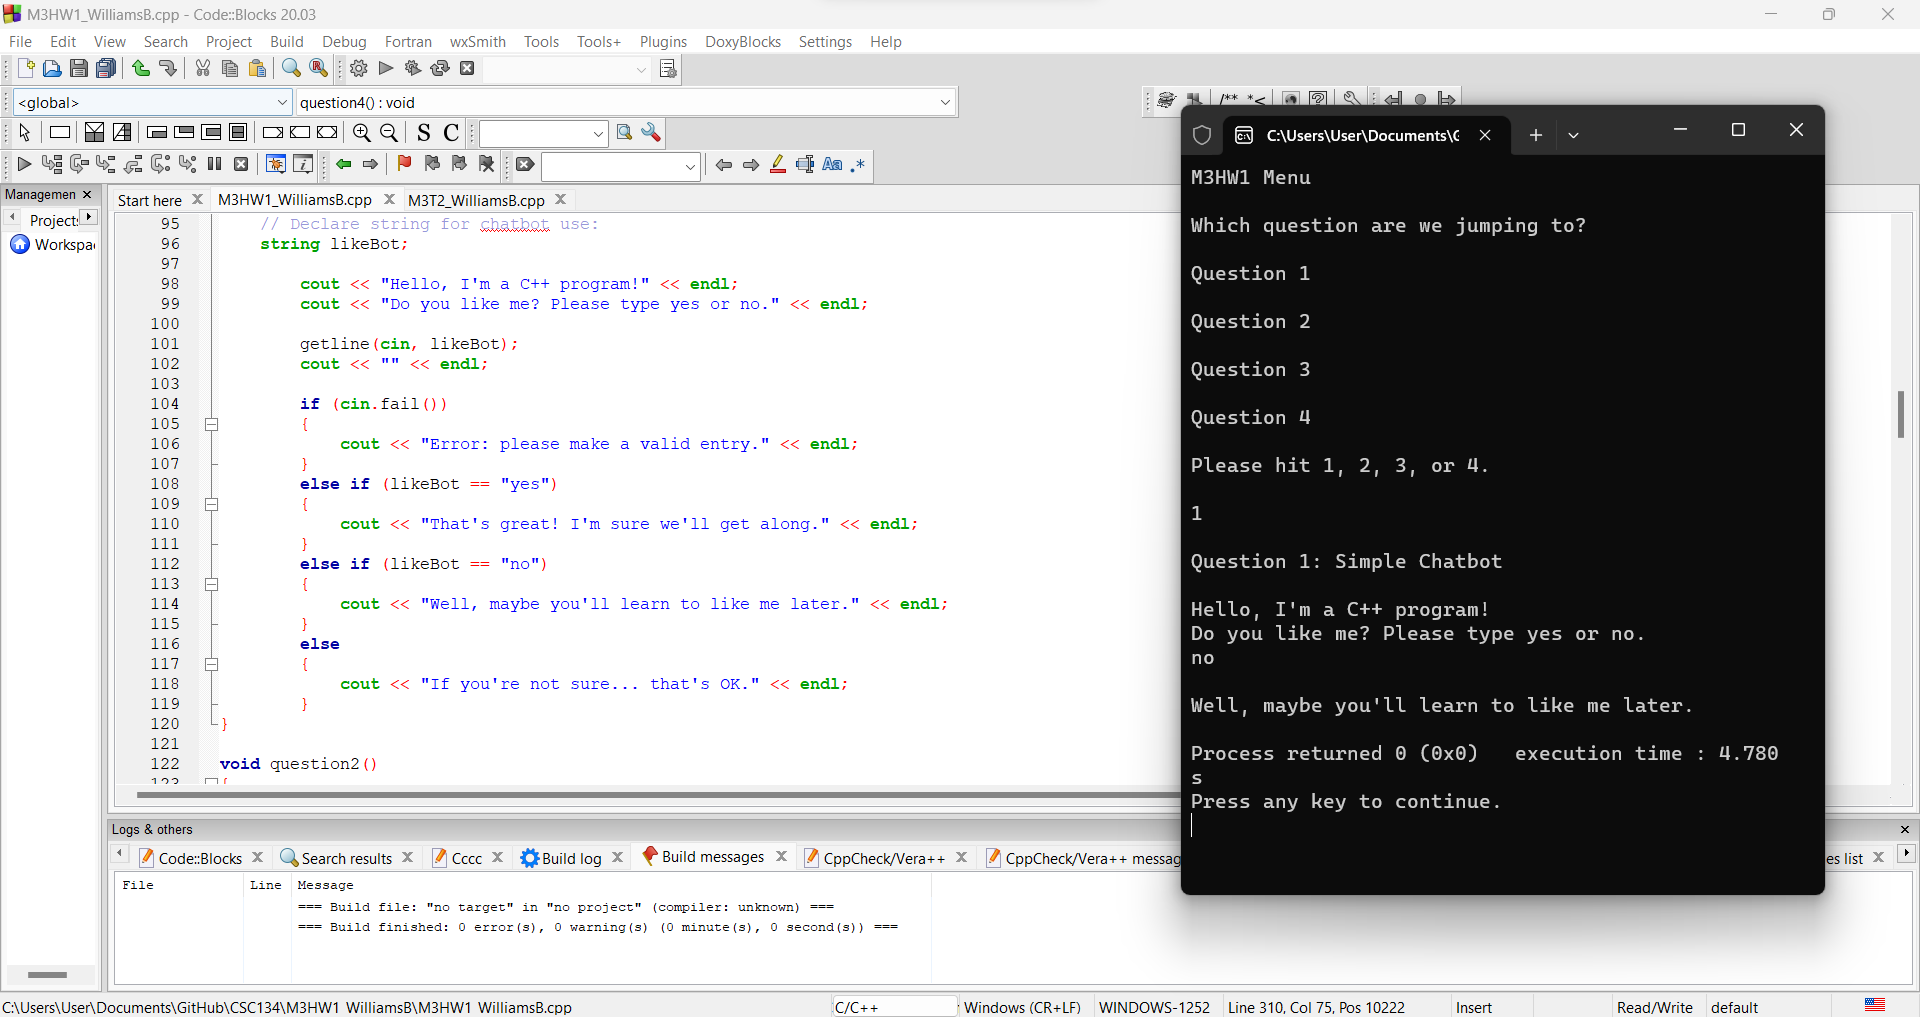 M3HW1_WilliamsB.cpp - Code::Blocks 20.03
File Edit View Search Project Build Debug Fortran wxSmith Tools Tools+ Plugins DoxyBlocks Settings Help
<global>
question4() : void
/** *<
S C
Aa .*
Managemen
Projects
Workspa
Start here
M3HW1_WilliamsB.cpp
M3T2_WilliamsB.cpp
95 // Declare string for chatbot use:
96 string likeBot;
97
98 cout << "Hello, I'm a C++ program!" << endl;
99 cout << "Do you like me? Please type yes or no." << endl;
100
101 getline(cin, likeBot);
102 cout << "" << endl;
103
104 if (cin.fail())
105 {
106 cout << "Error: please make a valid entry." << endl;
107 }
108 else if (likeBot == "yes")
109 {
110 cout << "That's great! I'm sure we'll get along." << endl;
111 }
112 else if (likeBot == "no")
113 {
114 cout << "Well, maybe you'll learn to like me later." << endl;
115 }
116 else
117 {
118 cout << "If you're not sure... that's OK." << endl;
119 }
120 }
121
122 void question2()
123 {
C:\Users\User\Documents\G
M3HW1 Menu
Which question are we jumping to?
Question 1
Question 2
Question 3
Question 4
Please hit 1, 2, 3, or 4.
1
Question 1: Simple Chatbot
Hello, I'm a C++ program!
Do you like me? Please type yes or no.
no
Well, maybe you'll learn to like me later.
Process returned 0 (0x0)   execution time : 4.780
s
Press any key to continue.
Logs & others
Code::Blocks
Search results
Cccc
Build log
Build messages
CppCheck/Vera++
CppCheck/Vera++ messag
es list
File Line Message
=== Build file: "no target" in "no project" (compiler: unknown) ===
=== Build finished: 0 error(s), 0 warning(s) (0 minute(s), 0 second(s)) ===
C:\Users\User\Documents\GitHub\CSC134\M3HW1_WilliamsB\M3HW1_WilliamsB.cpp
C/C++
Windows (CR+LF)
WINDOWS-1252
Line 310, Col 75, Pos 10222
Insert
Read/Write
default